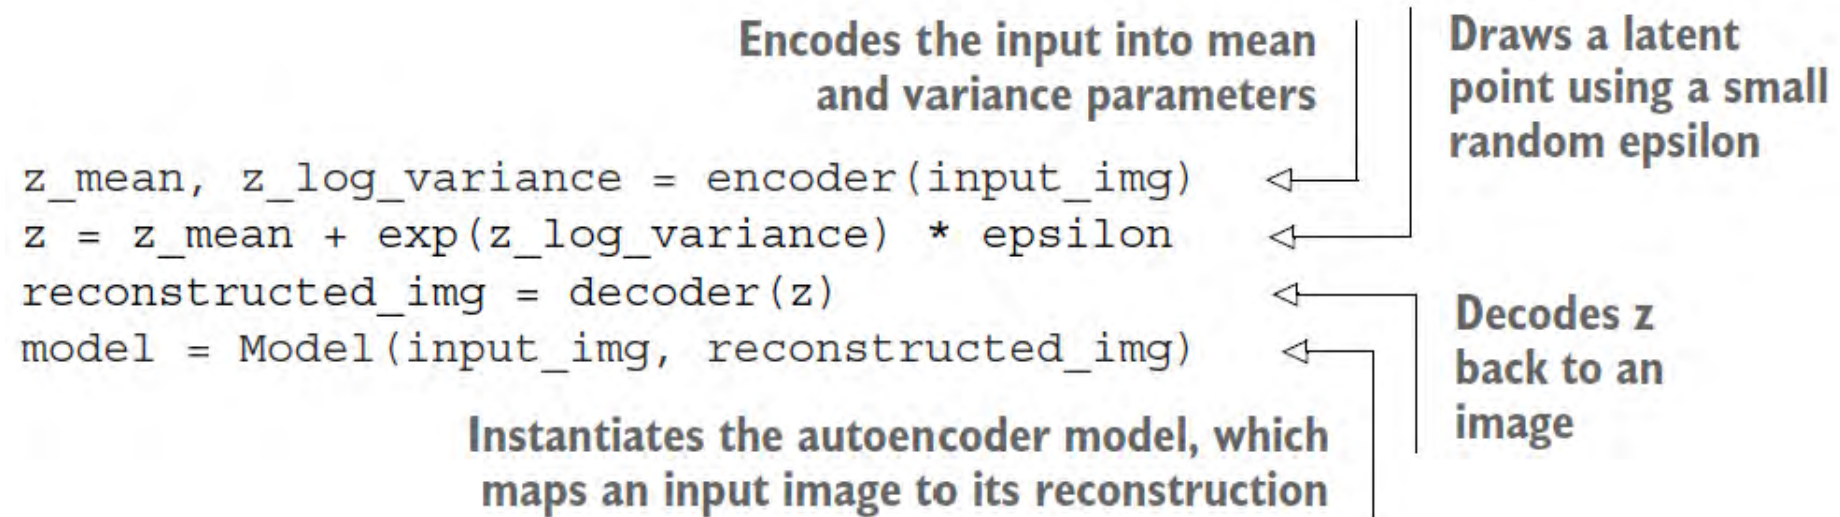 Encodes the input into mean
and variance parameters
Draws a latent
point using a small
random epsilon
z_mean, z_log_variance = encoder(input_img)
z = z_mean + exp(z_log_variance) * epsilon
reconstructed_img = decoder(z)
model = Model(input_img, reconstructed_img)
Decodes z
back to an
image
Instantiates the autoencoder model, which
maps an input image to its reconstruction